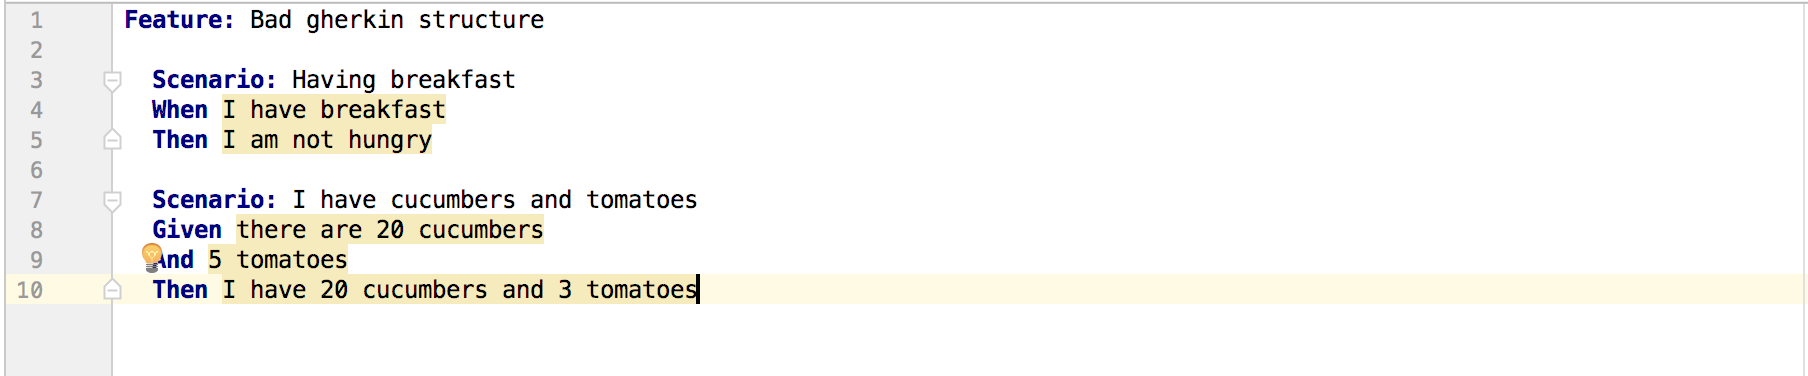 1 Feature: Bad gherkin structure
2
3 Scenario: Having breakfast
4 When I have breakfast
5 Then I am not hungry
6
7 Scenario: I have cucumbers and tomatoes
8 Given there are 20 cucumbers
9 And 5 tomatoes
10 Then I have 20 cucumbers and 3 tomatoes